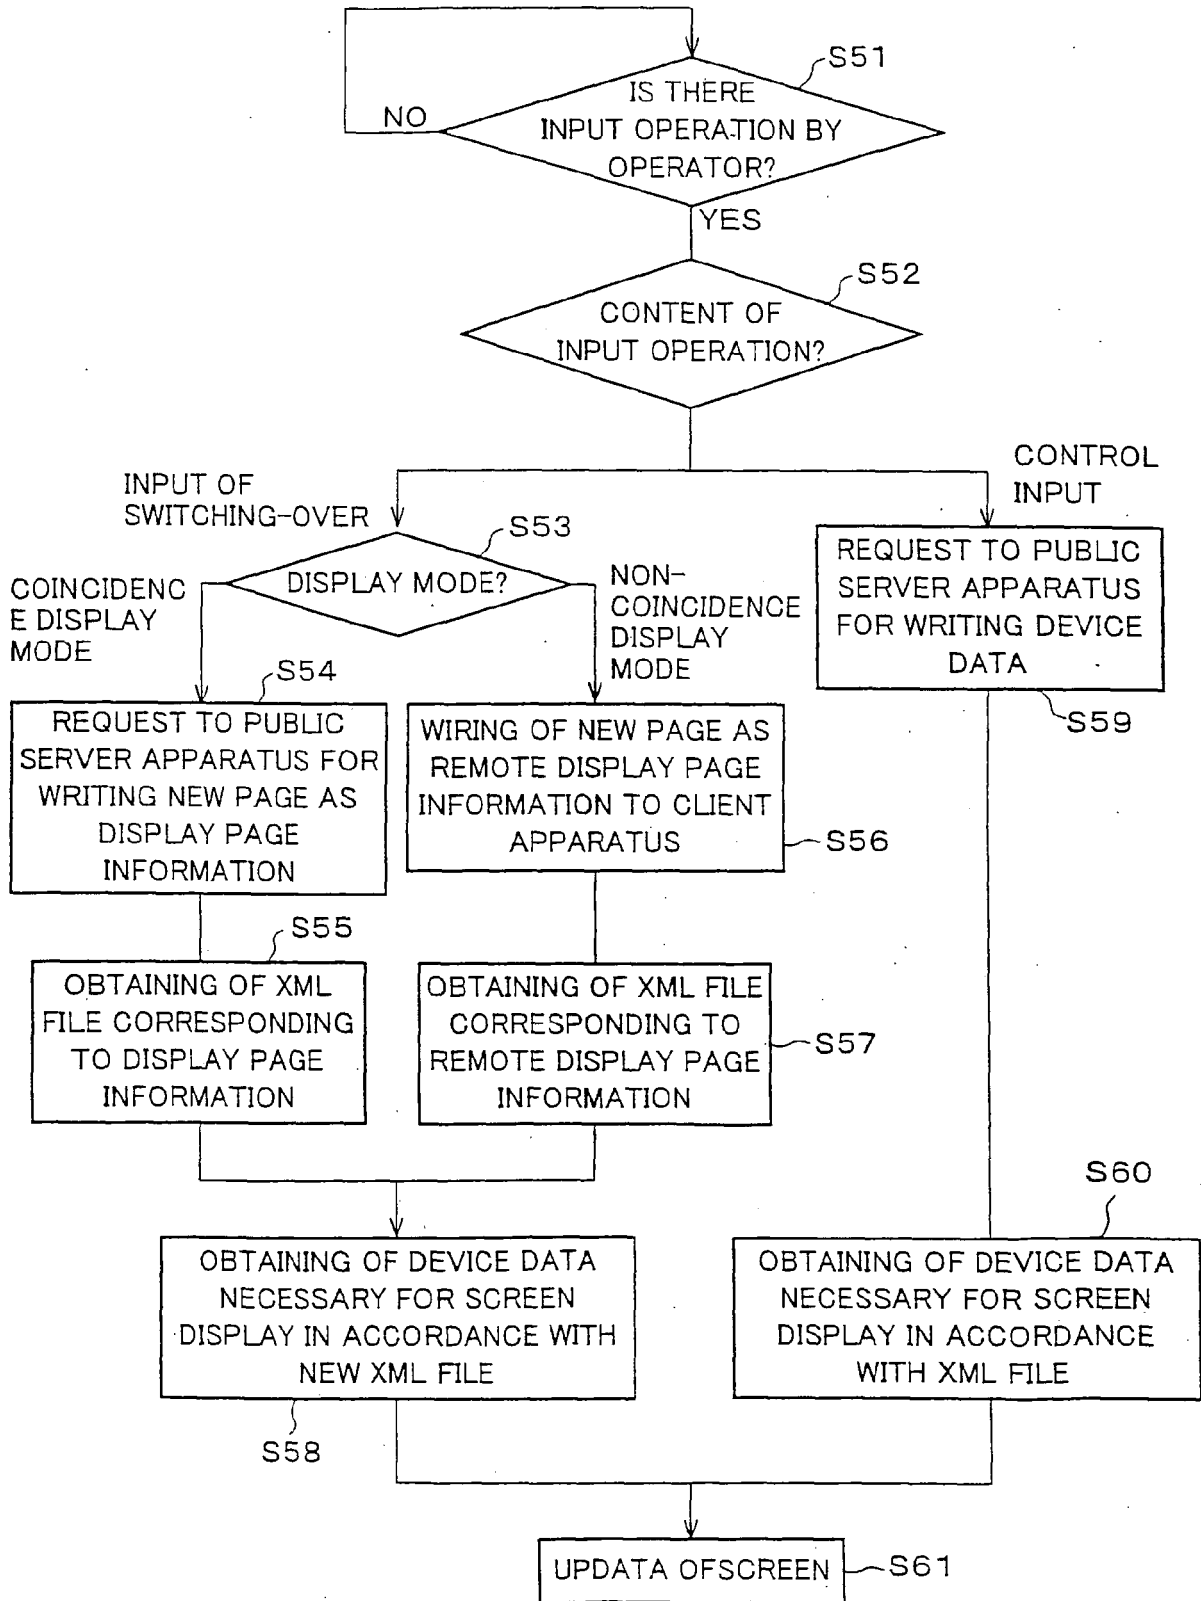 S51
IS THERE
INPUT OPERATION BY
OPERATOR?
NO
YES
S52
CONTENT OF
INPUT OPERATION?
INPUT OF
SWITCHING-OVER
CONTROL
INPUT
S53
DISPLAY MODE?
COINCIDENC
E DISPLAY
MODE
NON-
COINCIDENCE
DISPLAY
MODE
REQUEST TO PUBLIC
SERVER APPARATUS
FOR WRITING DEVICE
DATA
S59
S54
REQUEST TO PUBLIC
SERVER APPARATUS FOR
WRITING NEW PAGE AS
DISPLAY PAGE
INFORMATION
WIRING OF NEW PAGE AS
REMOTE DISPLAY PAGE
INFORMATION TO CLIENT
APPARATUS
S56
S55
OBTAINING OF XML
FILE CORRESPONDING
TO DISPLAY PAGE
INFORMATION
OBTAINING OF XML FILE
CORRESPONDING TO
REMOTE DISPLAY PAGE
INFORMATION
S57
S60
OBTAINING OF DEVICE DATA
NECESSARY FOR SCREEN
DISPLAY IN ACCORDANCE WITH
NEW XML FILE
S58
OBTAINING OF DEVICE DATA
NECESSARY FOR SCREEN
DISPLAY IN ACCORDANCE
WITH XML FILE
UPDATA OFSCREEN
S61